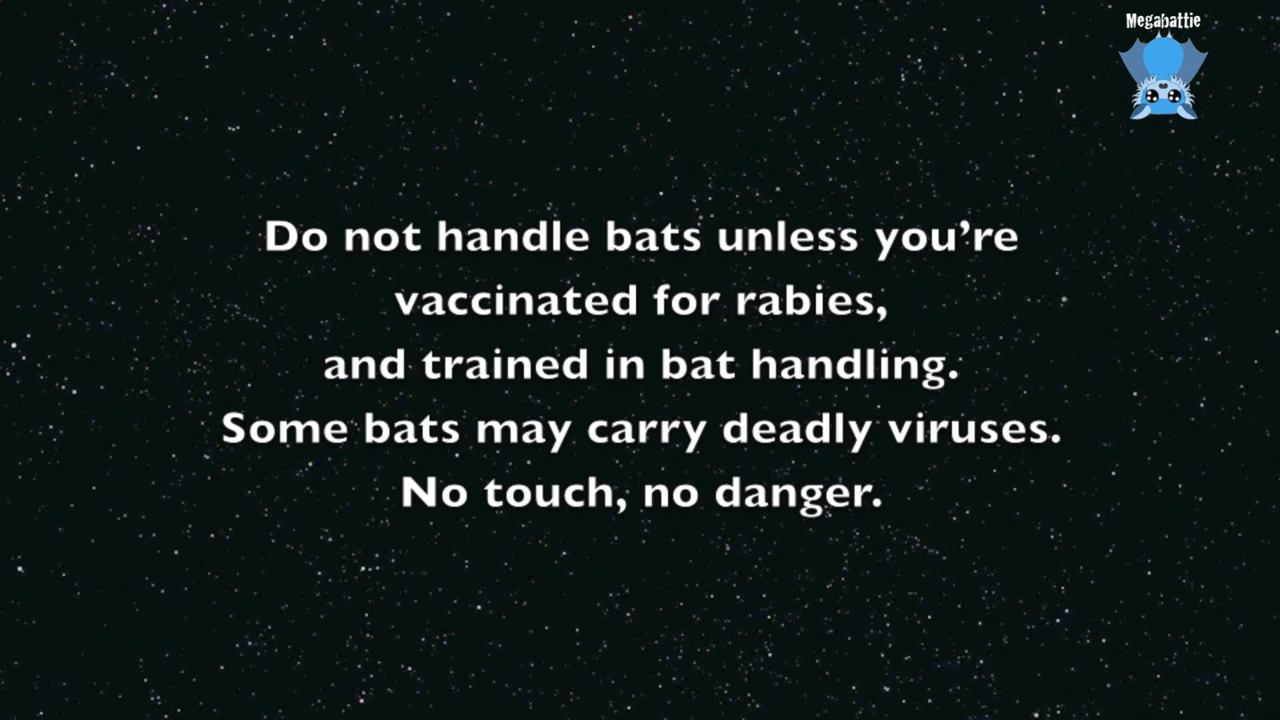 Megabattie
Do not handle bats unless you’re
vaccinated for rabies,
and trained in bat handling.
Some bats may carry deadly viruses.
No touch, no danger.